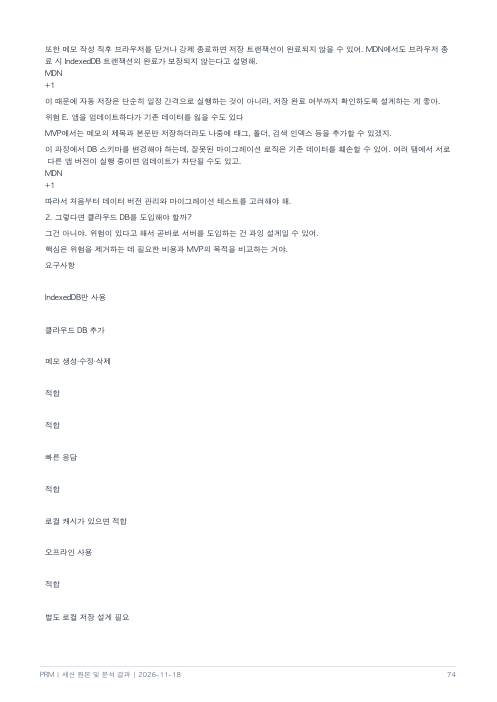 또한 메모 작성 직후 브라우저를 닫거나 강제 종료하면 저장 트랜잭션이 완료되지 않을 수 있어. MDN에서도 브라우저 종
료 시 IndexedDB 트랜잭션의 완료가 보장되지 않는다고 설명해.
MDN
+1
이 때문에 자동 저장은 단순히 일정 간격으로 실행하는 것이 아니라, 저장 완료 여부까지 확인하도록 설계하는 게 좋아.
위험 E. 앱을 업데이트하다가 기존 데이터를 잃을 수도 있다
MVP에서는 메모의 제목과 본문만 저장하더라도 나중에 태그, 폴더, 검색 인덱스 등을 추가할 수 있겠지.
이 과정에서 DB 스키마를 변경해야 하는데, 잘못된 마이그레이션 로직은 기존 데이터를 훼손할 수 있어. 여러 탭에서 서로
다른 앱 버전이 실행 중이면 업데이트가 차단될 수도 있고.
MDN
+1
따라서 처음부터 데이터 버전 관리와 마이그레이션 테스트를 고려해야 해.
2. 그렇다면 클라우드 DB를 도입해야 할까?
그건 아니야. 위험이 있다고 해서 곧바로 서버를 도입하는 건 과잉 설계일 수 있어.
핵심은 위험을 제거하는 데 필요한 비용과 MVP의 목적을 비교하는 거야.
요구사항
IndexedDB만 사용
클라우드 DB 추가
메모 생성·수정·삭제
적합
적합
빠른 응답
적합
로컬 캐시가 있으면 적합
오프라인 사용
적합
별도 로컬 저장 설계 필요
PRM | 세션 원본 및 분석 결과 | 2026-11-18
74